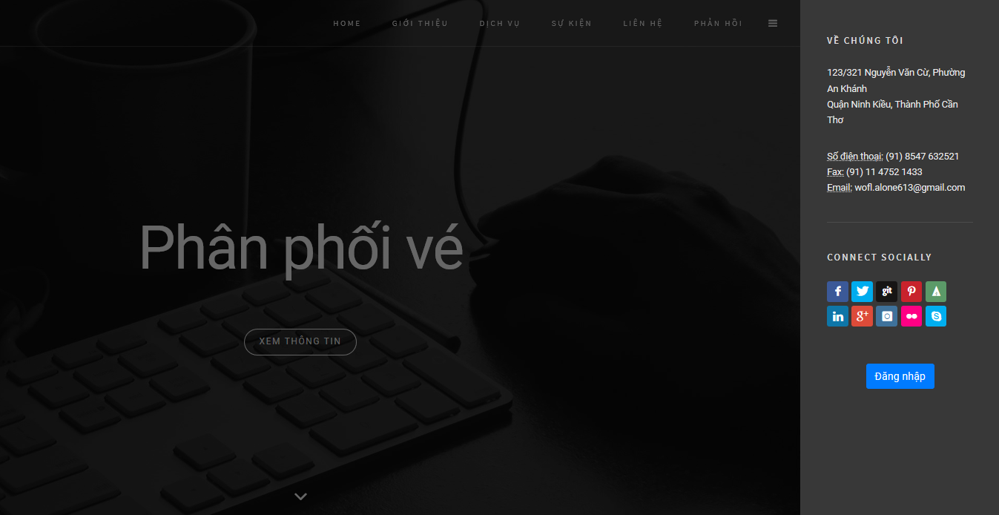 HOME GIỚI THIỆU DỊCH VỤ SỰ KIỆN LIÊN HỆ PHẢN HỒI
Phân phối vé
XEM THÔNG TIN
VỀ CHÚNG TÔI
123/321 Nguyễn Văn Cừ, Phường
An Khánh
Quận Ninh Kiều, Thành Phố Cần
Thơ
Số điện thoại: (91) 8547 632521
Fax: (91) 11 4752 1433
Email: wofl.alone613@gmail.com
CONNECT SOCIALLY
git
in g+
Đăng nhập